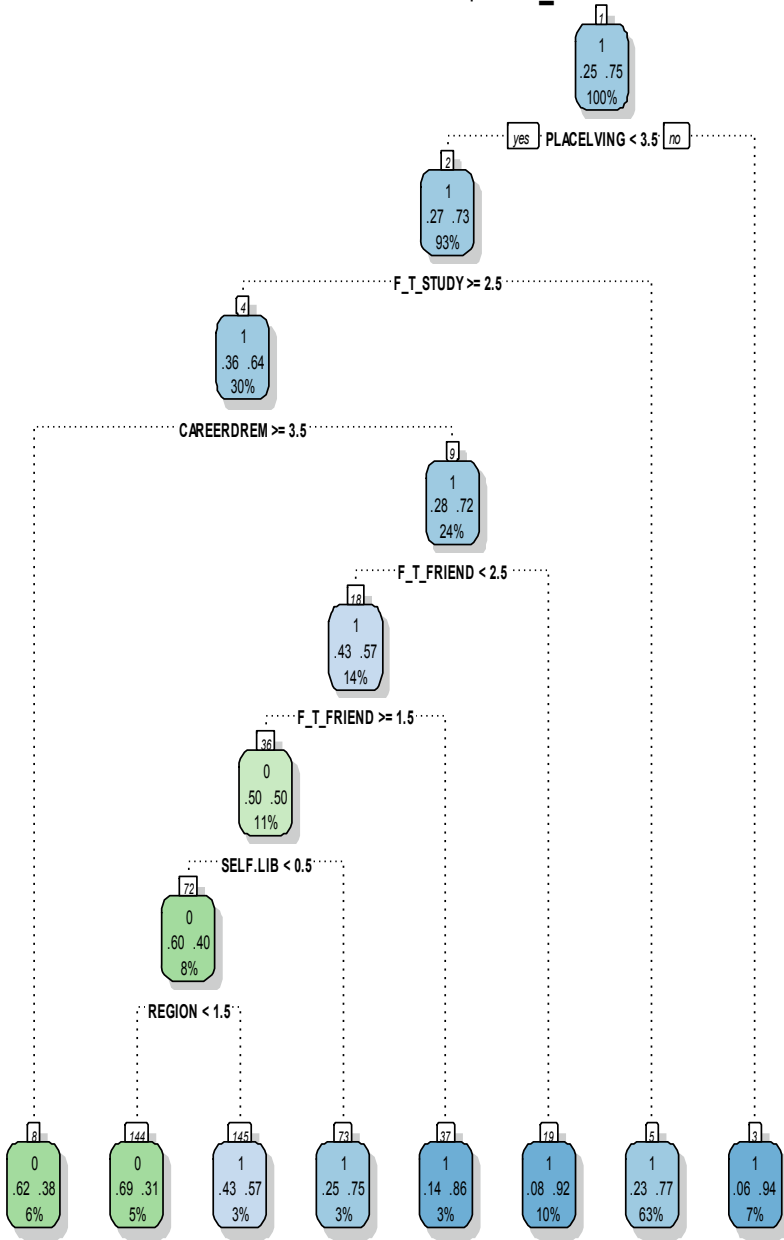 1
1
.25 .75
100%
yes PLACELVING < 3.5 no
2
1
.27 .73
93%
F_T_STUDY >= 2.5
4
1
.36 .64
30%
CAREERDREM >= 3.5
9
1
.28 .72
24%
F_T_FRIEND < 2.5
18
1
.43 .57
14%
F_T_FRIEND >= 1.5
36
0
.50 .50
11%
SELF.LIB < 0.5
72
0
.60 .40
8%
REGION < 1.5
8 144 145 73 37 19 5 3
0 0 1 1 1 1 1 1
.62 .38 .69 .31 .43 .57 .25 .75 .14 .86 .08 .92 .23 .77 .06 .94
6% 5% 3% 3% 3% 10% 63% 7%